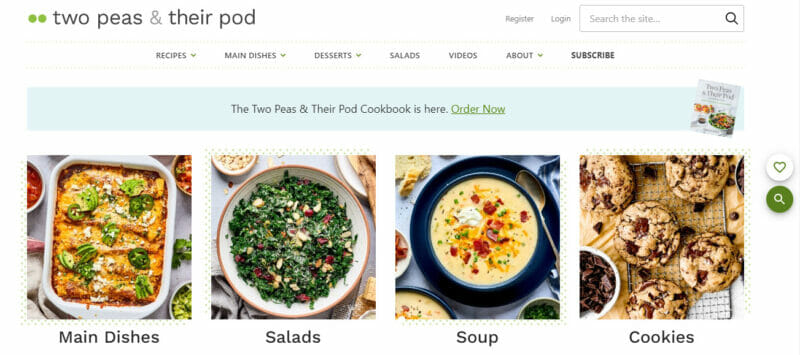 two peas & their pod
Register Login Search the site...
RECIPES MAIN DISHES DESSERTS SALADS VIDEOS ABOUT SUBSCRIBE
The Two Peas & Their Pod Cookbook is here. Order Now
Two Peas
& Their Pod
Main Dishes Salads Soup Cookies